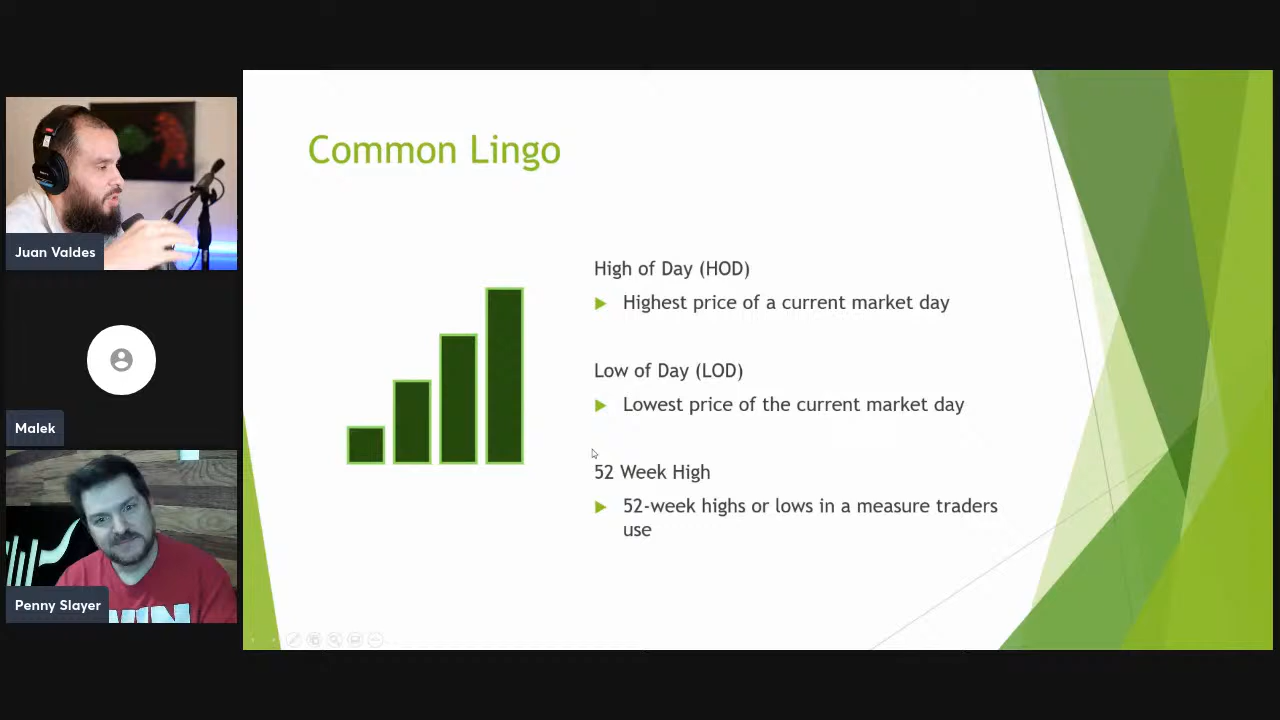 Common Lingo
High of Day (HOD)
Highest price of a current market day
Low of Day (LOD)
Lowest price of the current market day
52 Week High
52-week highs or lows in a measure traders
use
Juan Valdes
Malek
Penny Slayer